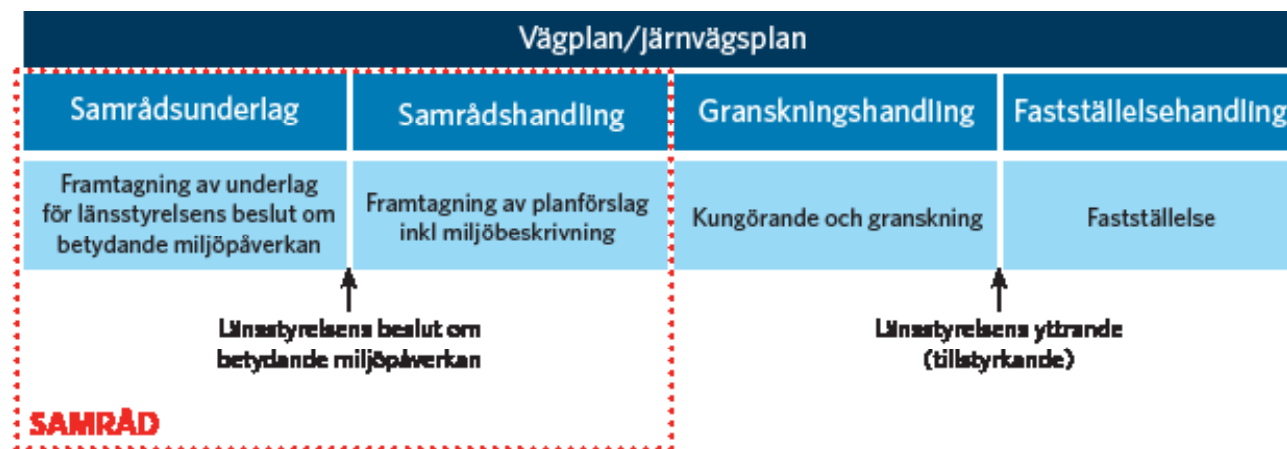 Vägplan/Järnvägsplan
Samrådsunderlag
Samrådshandling
Granskningshandling
Fastställelsehandling
Framtagning av underlag
för länsstyrelsens beslut om
betydande miljöpåverkan
Framtagning av planförslag
inkl miljöbeskrivning
Kungörande och granskning
Fastställelse
Länsstyrelsens beslut om
betydande miljöpåverkan
Länsstyrelsens yttrande
(tillstyrkande)
SAMRÅD